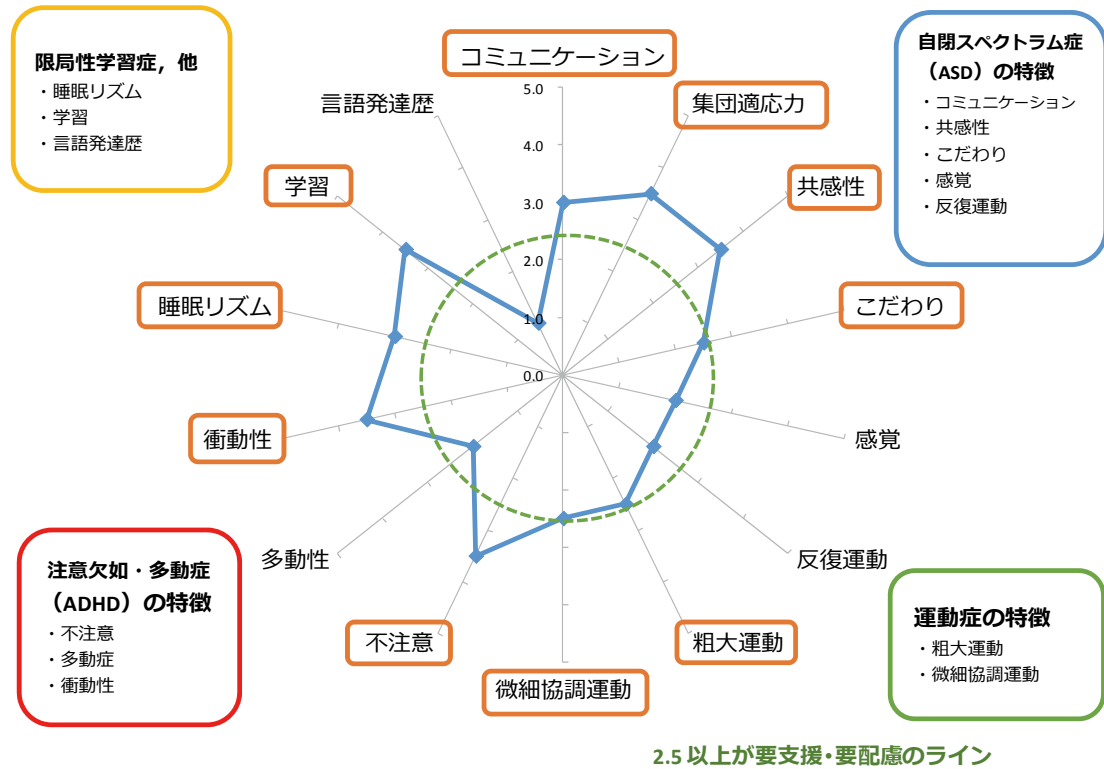 限局性学習症，他
・睡眠リズム
・学習
・言語発達歴
自閉スペクトラム症
（ASD）の特徴
・コミュニケーション
・共感性
・こだわり
・感覚
・反復運動
コミュニケーション
集団適応力
共感性
こだわり
感覚
反復運動
粗大運動
微細協調運動
不注意
多動性
衝動性
睡眠リズム
学習
言語発達歴
5.0
4.0
3.0
2.0
1.0
0.0
注意欠如・多動症
（ADHD）の特徴
・不注意
・多動症
・衝動性
運動症の特徴
・粗大運動
・微細協調運動
2.5 以上が要支援・要配慮のライン